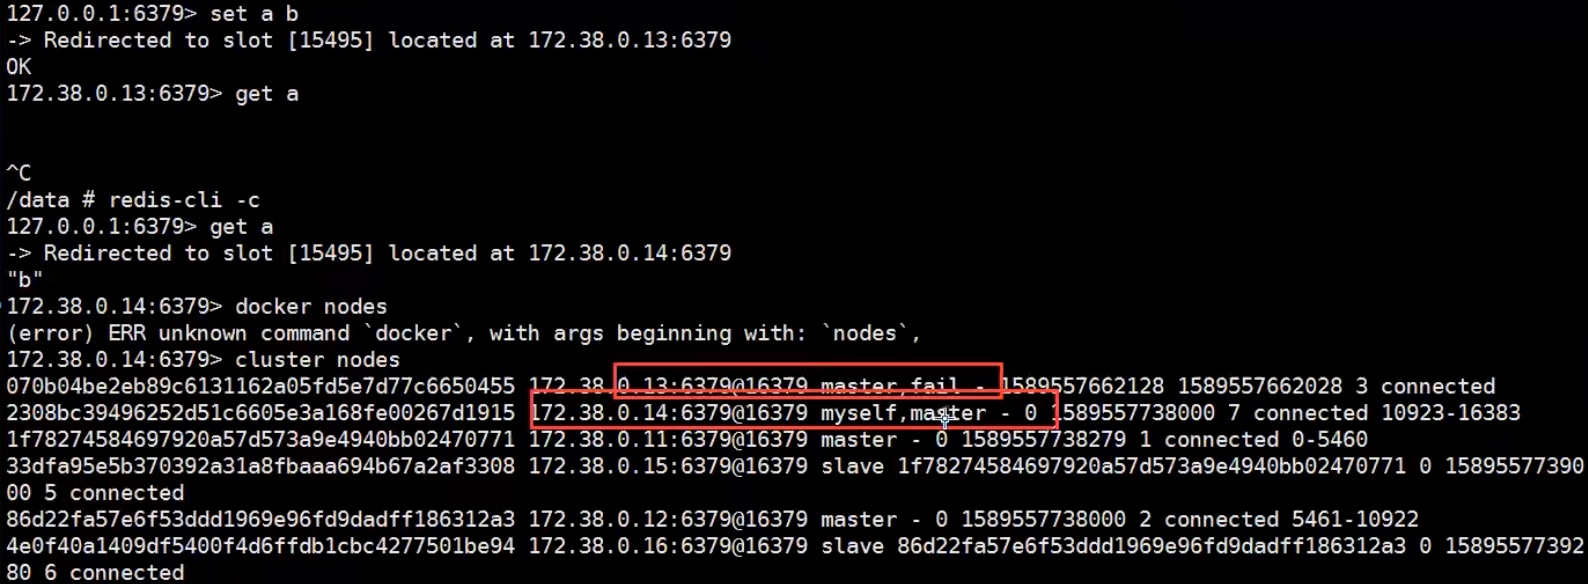 127.0.0.1:6379> set a b
-> Redirected to slot [15495] located at 172.38.0.13:6379
OK
172.38.0.13:6379> get a
^C
/data # redis-cli -c
127.0.0.1:6379> get a
-> Redirected to slot [15495] located at 172.38.0.14:6379
"b"
172.38.0.14:6379> docker nodes
(error) ERR unknown command `docker`, with args beginning with: `nodes`,
172.38.0.14:6379> cluster nodes
070b04be2eb89c6131162a05fd5e7d77c6650455 172.38.0.13:6379@16379 master,fail - 1589557662128 1589557662028 3 connected
2308bc39496252d51c6605e3a168fe00267d1915 172.38.0.14:6379@16379 myself,master - 0 1589557738000 7 connected 10923-16383
1f78274584697920a57d573a9e4940bb02470771 172.38.0.11:6379@16379 master - 0 1589557738279 1 connected 0-5460
33dfa95e5b370392a31a8fbaaa694b67a2af3308 172.38.0.15:6379@16379 slave 1f78274584697920a57d573a9e4940bb02470771 0 15895577390
00 5 connected
86d22fa57e6f53ddd1969e96fd9dadff186312a3 172.38.0.12:6379@16379 master - 0 1589557738000 2 connected 5461-10922
4e0f40a1409df5400f4d6ffdb1cbc4277501be94 172.38.0.16:6379@16379 slave 86d22fa57e6f53ddd1969e96fd9dadff186312a3 0 15895577392
80 6 connected